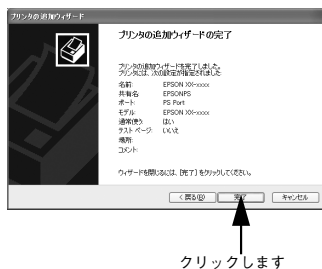 プリンタの追加ウィザード
プリンタの追加ウィザードの完了
プリンタの追加ウィザードを完了しました。
プリンタには、次の設定が指定されました
名前: EPSON XX-xxxx
共有名: EPSONPS
ポート: PS Port
モデル: EPSON XX-xxxx
通常使う: はい
テスト ページ: いいえ
場所:
コメント:
ウィザードを閉じるには、[完了] をクリックしてください。
< 戻る(B) 完了 キャンセル
クリックします